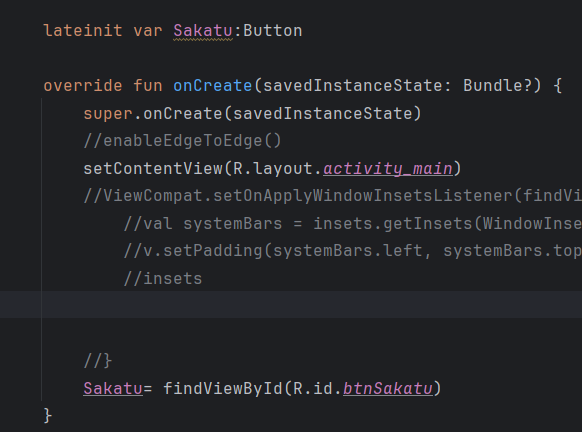 lateinit var Sakatu:Button
override fun onCreate(savedInstanceState: Bundle?) {
super.onCreate(savedInstanceState)
//enableEdgeToEdge()
setContentView(R.layout.activity_main)
//ViewCompat.setOnApplyWindowInsetsListener(findVi
//val systemBars = insets.getInsets(WindowInse
//v.setPadding(systemBars.left, systemBars.top
//insets
//}
Sakatu= findViewById(R.id.btnSakatu)
}